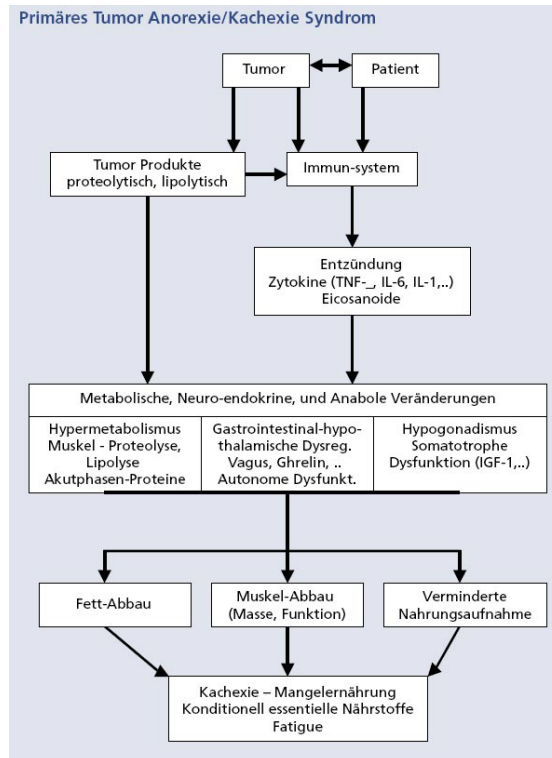 Primäres Tumor Anorexie/Kachexie Syndrom
Tumor
Patient
Tumor Produkte
proteolytisch, lipolytisch
Immun-system
Entzündung
Zytokine (TNF-_, IL-6, IL-1,..)
Eicosanoide
Metabolische, Neuro-endokrine, und Anabole Veränderungen
Hypermetabolismus
Muskel - Proteolyse,
Lipolyse
Akutphasen-Proteine
Gastrointestinal-hypo-
thalamische Dysreg.
Vagus, Ghrelin, ..
Autonome Dysfunkt.
Hypogonadismus
Somatotrophe
Dysfunktion (IGF-1,..)
Fett-Abbau
Muskel-Abbau
(Masse, Funktion)
Verminderte
Nahrungsaufnahme
Kachexie – Mangelernährung
Konditionell essentielle Nährstoffe
Fatigue